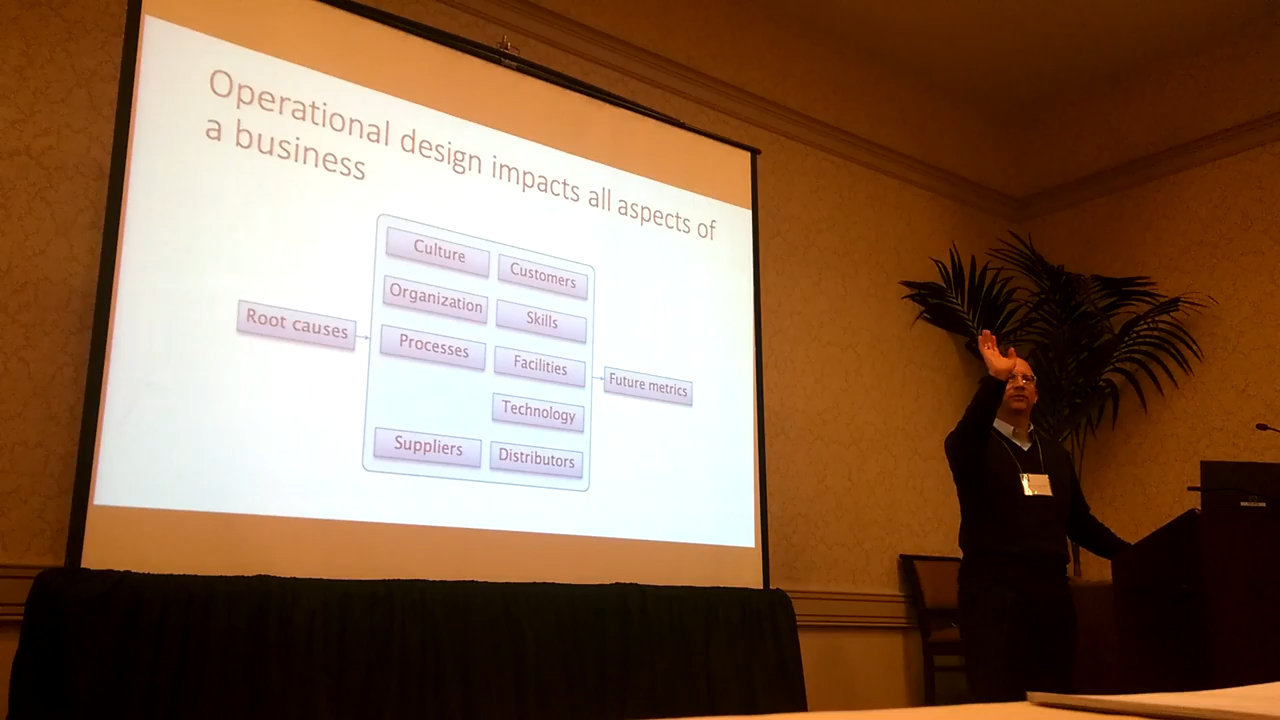 Operational design impacts all aspects of
a business
Root causes
Culture
Customers
Organization
Skills
Processes
Facilities
Technology
Suppliers
Distributors
Future metrics